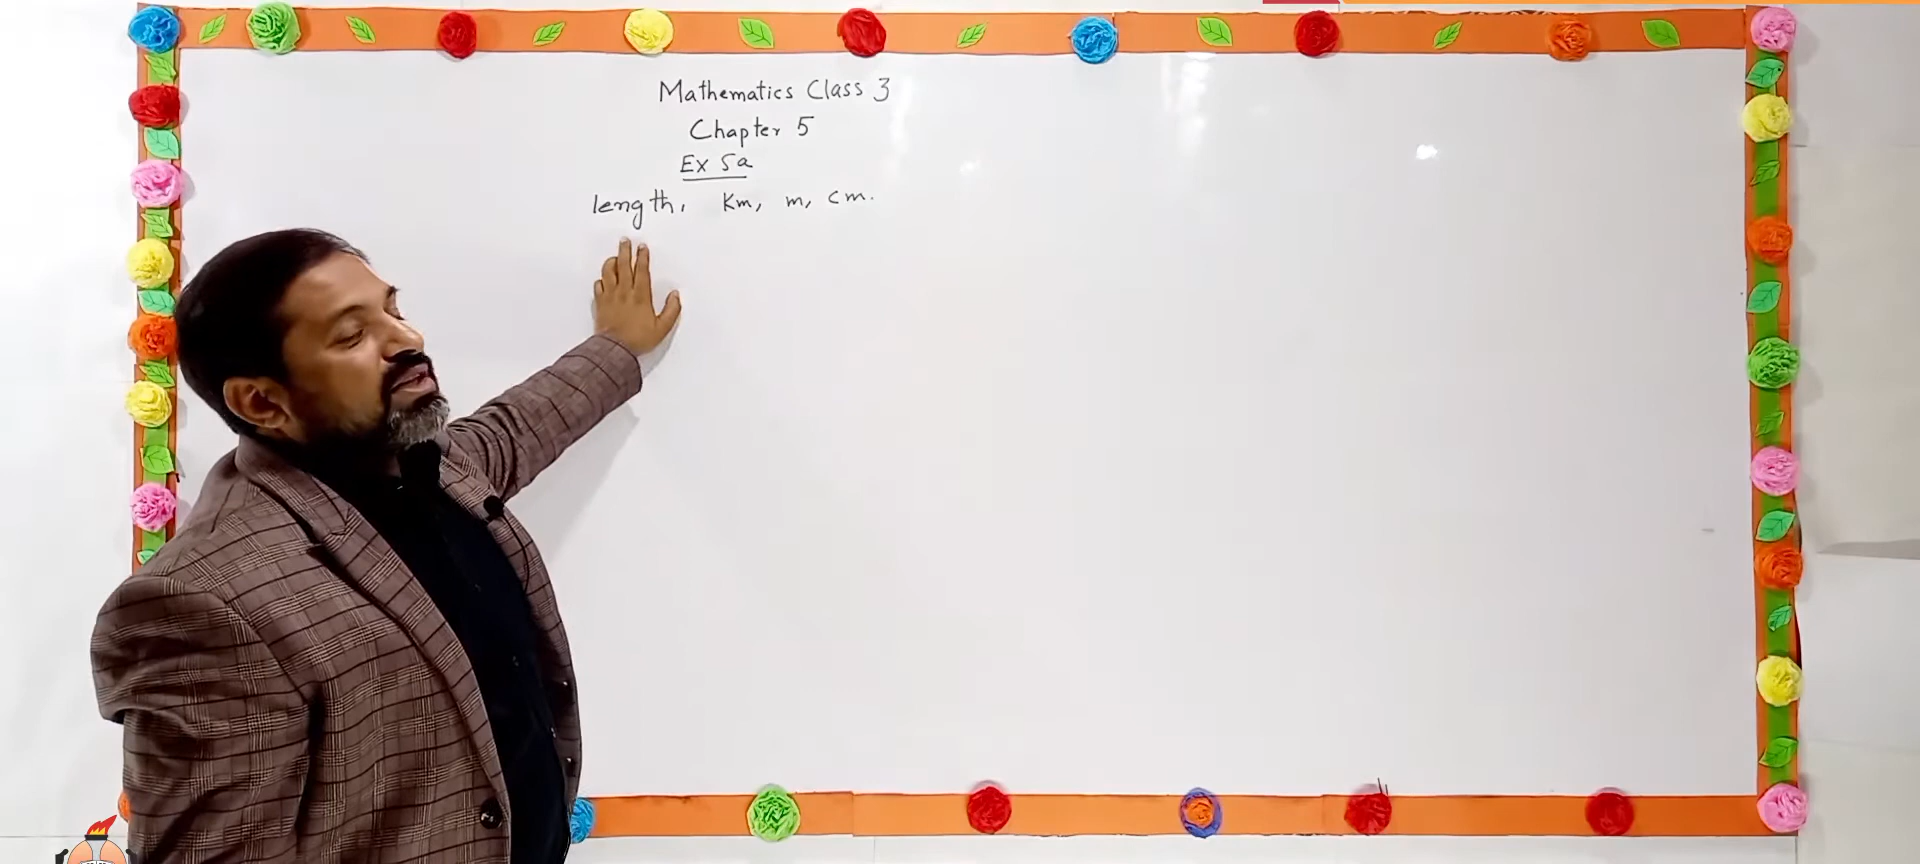 Mathematics Class 3
Chapter 5
Ex 5a
length, Km, m, cm.